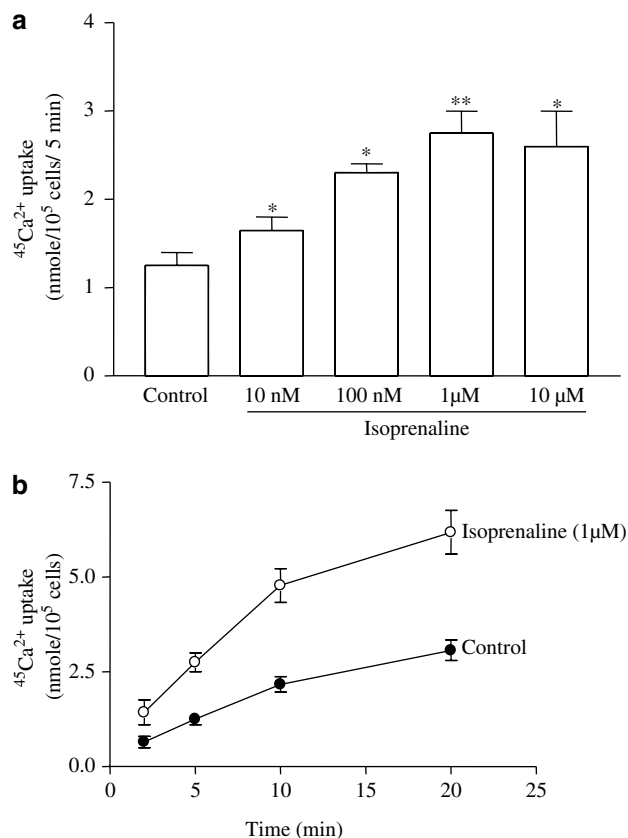 a
4
3
2
1
0
⁴⁵Ca²⁺ uptake
(nmole/10⁵ cells/ 5 min)
*
*
**
*
Control
10 nM
100 nM
1μM
10 μM
Isoprenaline
b
7.5
5.0
2.5
0.0
⁴⁵Ca²⁺ uptake
(nmole/10⁵ cells)
Isoprenaline (1μM)
Control
0
5
10
15
20
25
Time (min)